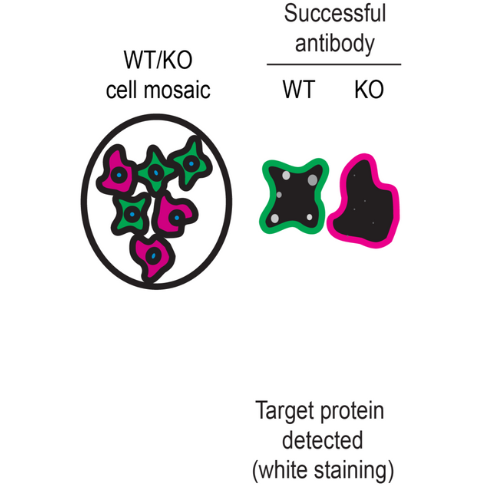 Successful
antibody
WT/KO
cell mosaic
WT KO
Target protein
detected
(white staining)